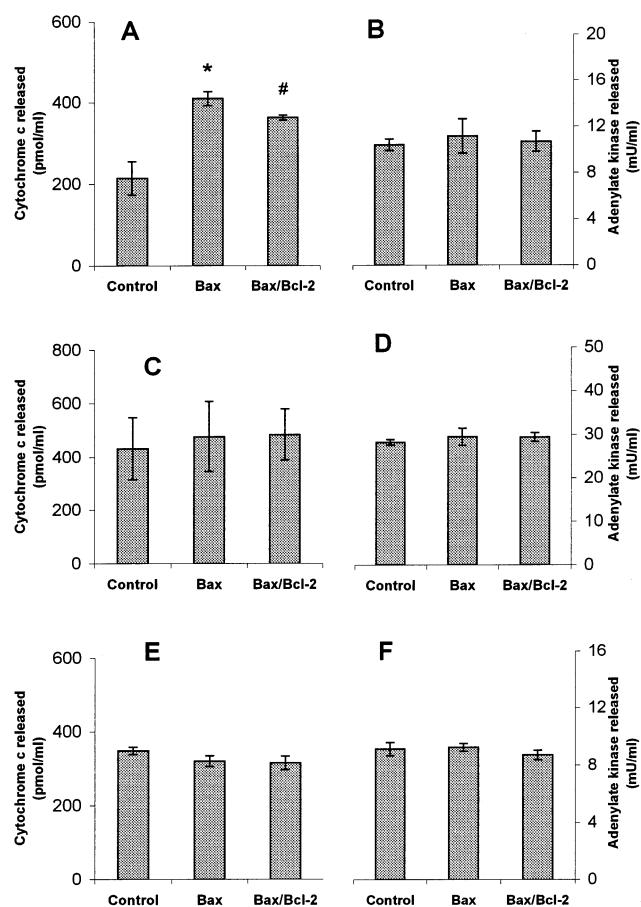 A
Cytochrome c released
(pmol/ml)
600
400
200
0
*
#
Control Bax Bax/Bcl-2
B
20
16
12
8
4
0
Adenylate kinase released
(mU/ml)
Control Bax Bax/Bcl-2
C
Cytochrome c released
(pmol/ml)
800
600
400
200
0
Control Bax Bax/Bcl-2
D
50
40
30
20
10
0
Adenylate kinase released
(mU/ml)
Control Bax Bax/Bcl-2
E
Cytochrome c released
(pmol/ml)
600
400
200
0
Control Bax Bax/Bcl-2
F
16
12
8
4
0
Adenylate kinase released
(mU/ml)
Control Bax Bax/Bcl-2